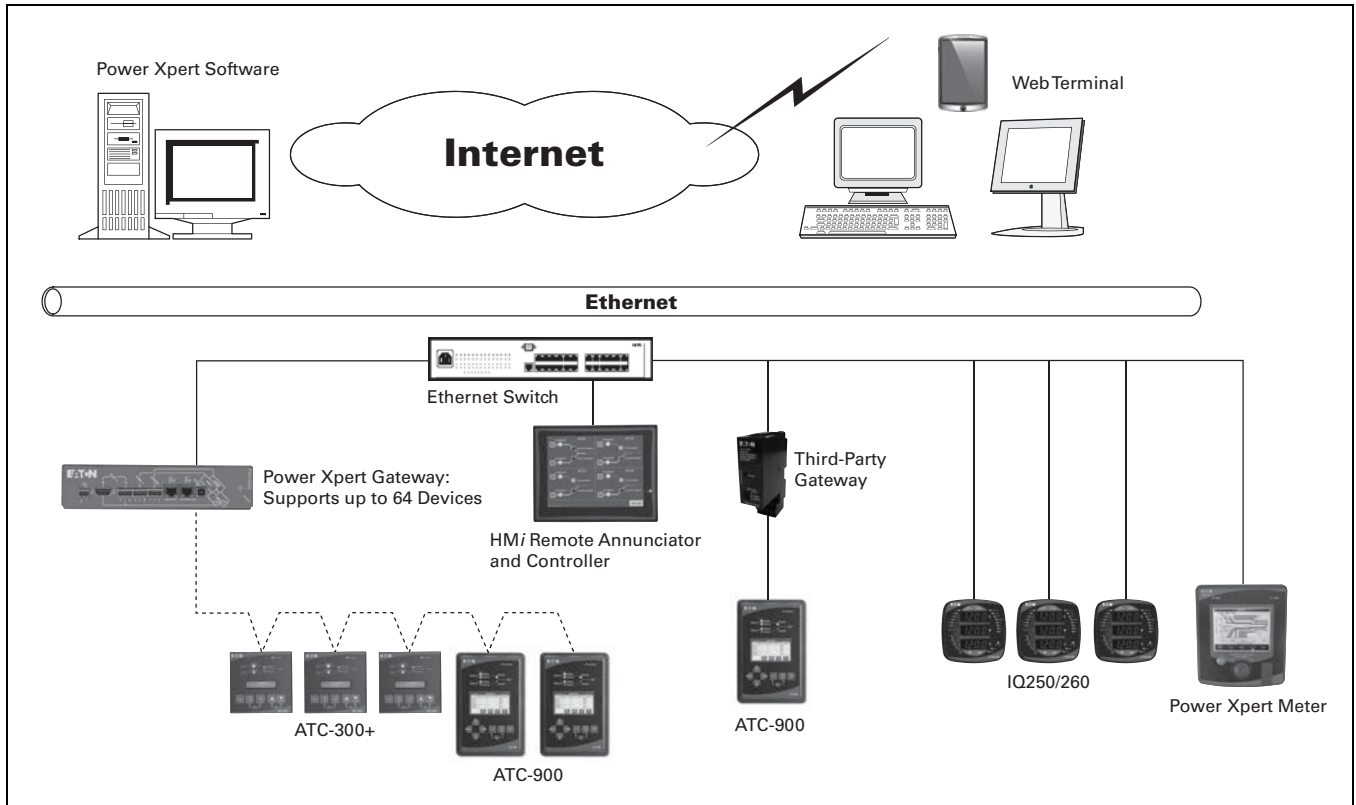 Power Xpert Software
Internet
Web Terminal
Ethernet
Ethernet Switch
EATON
Power Xpert Gateway:
Supports up to 64 Devices
HMi Remote Annunciator
and Controller
Third-Party
Gateway
ATC-300+
ATC-900
ATC-900
IQ250/260
Power Xpert Meter